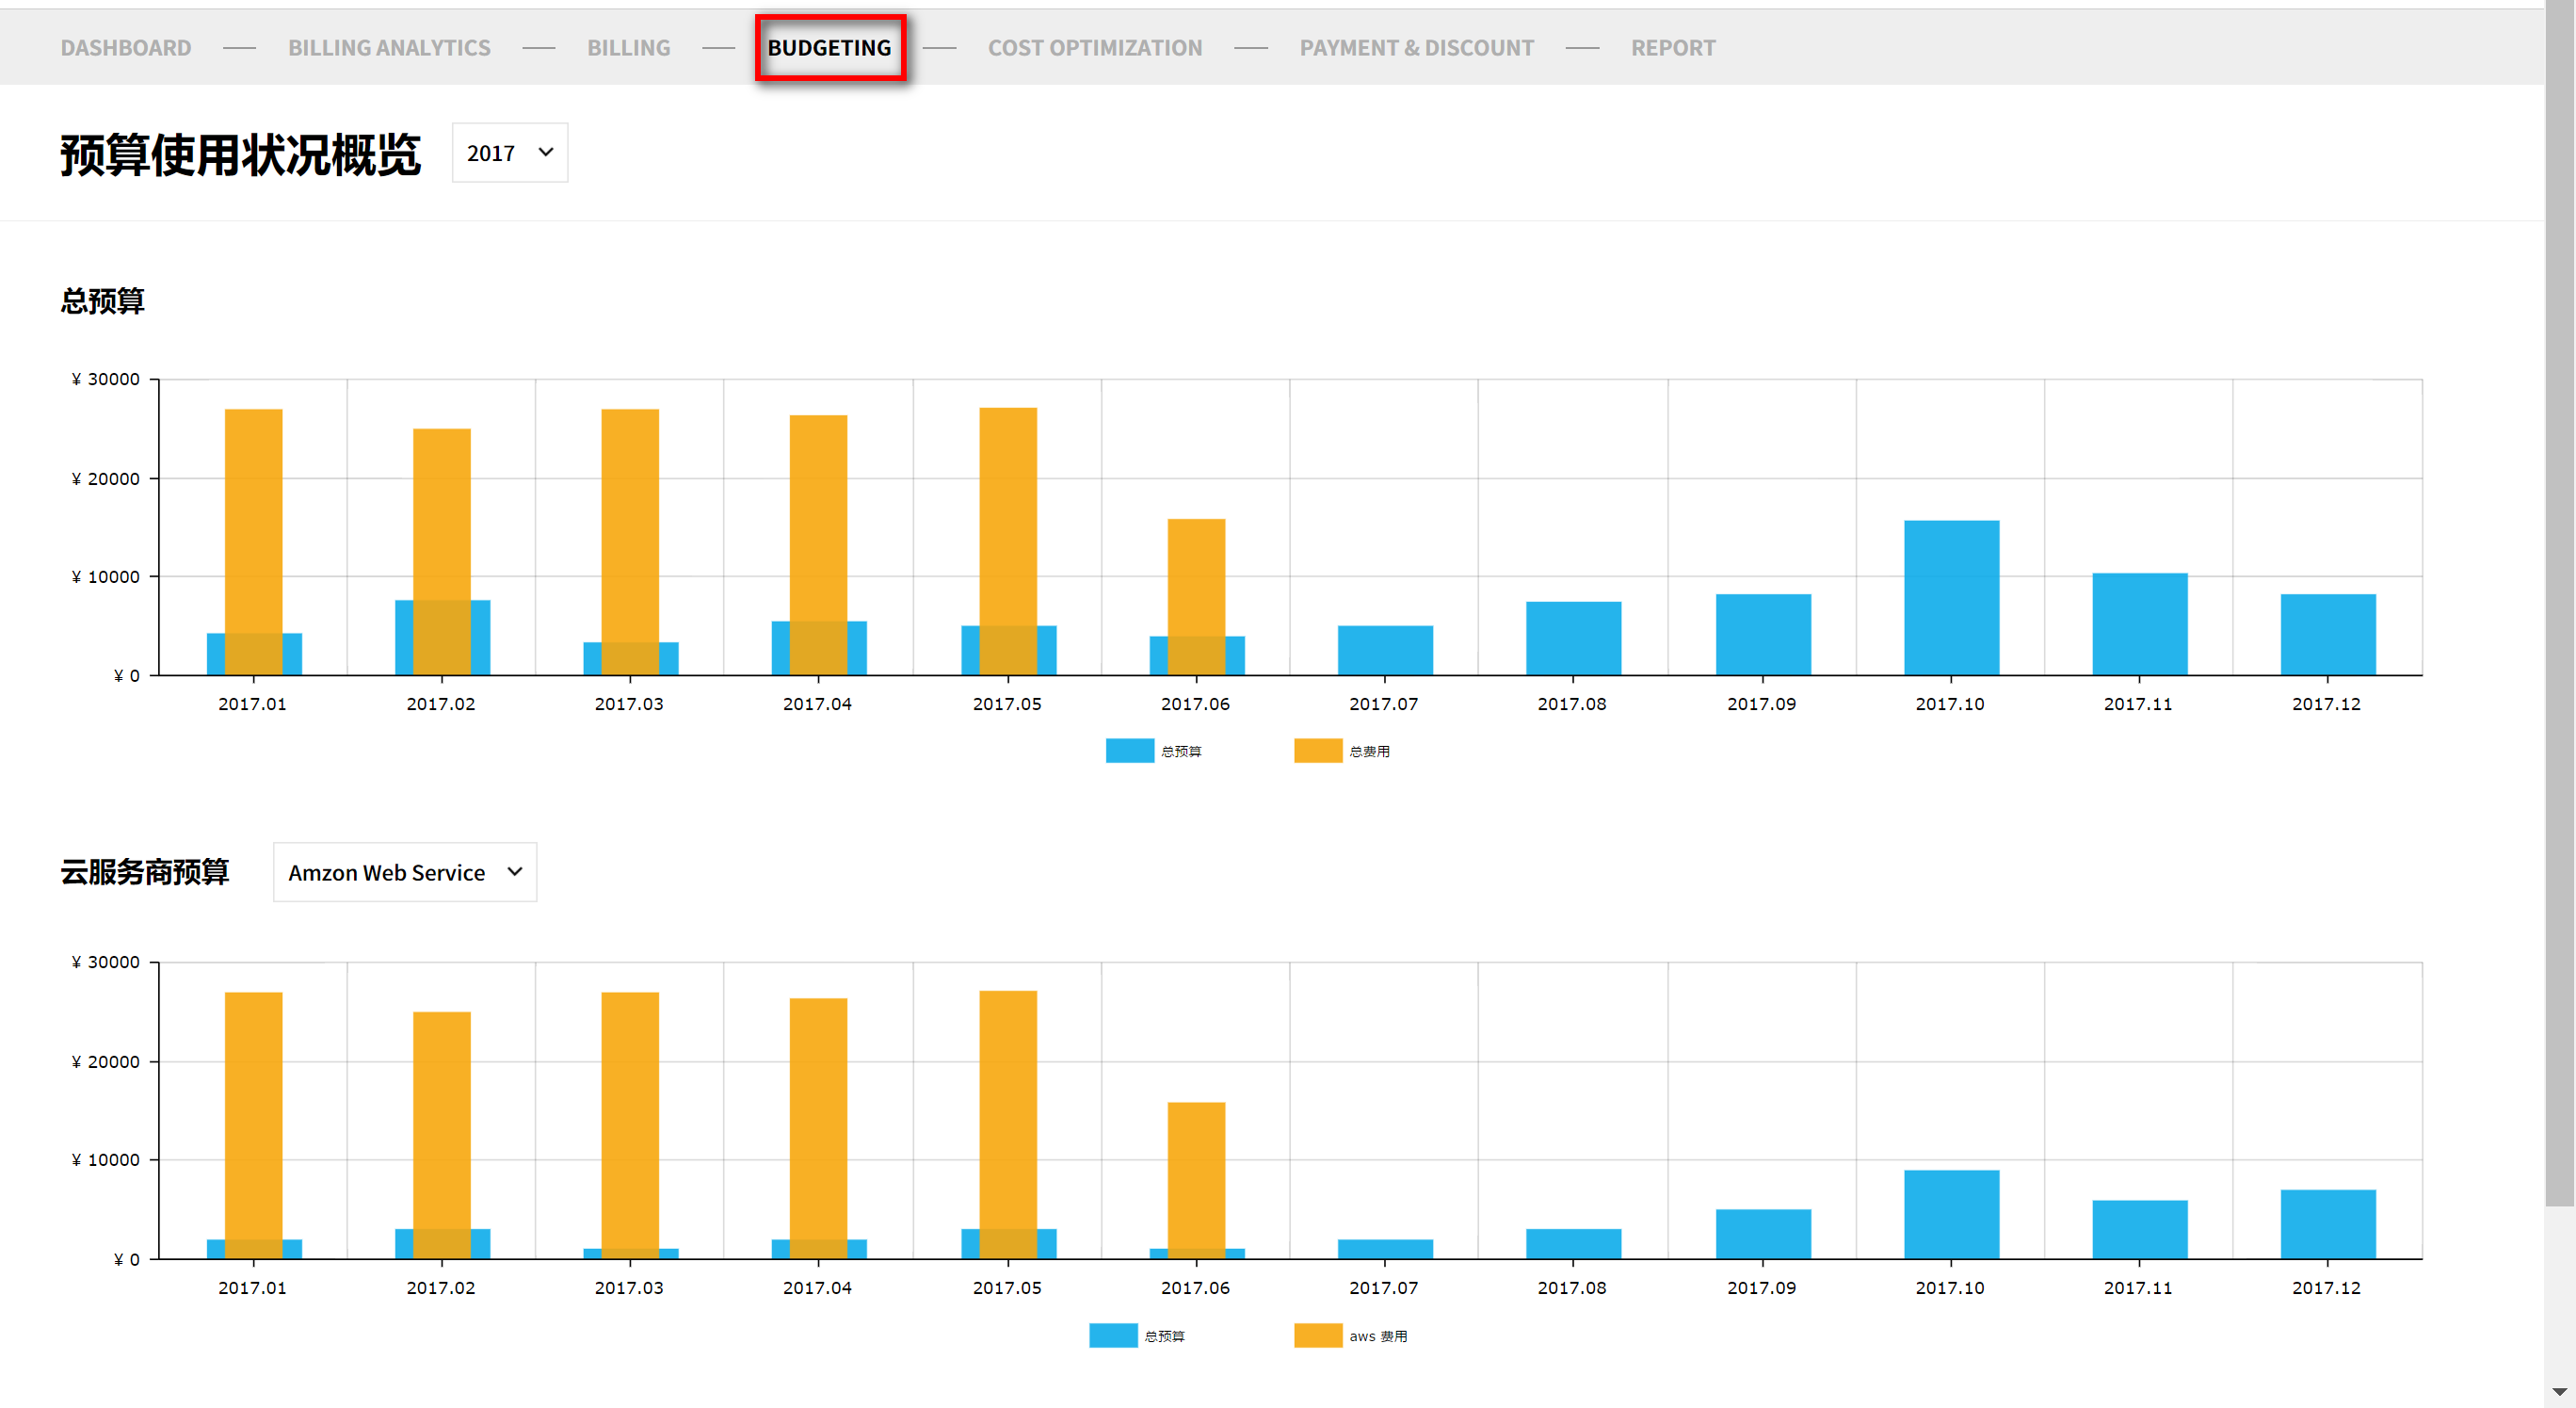 DASHBOARD — BILLING ANALYTICS — BILLING — BUDGETING — COST OPTIMIZATION — PAYMENT & DISCOUNT — REPORT
预算使用状况概览 2017
总预算
¥ 30000
¥ 20000
¥ 10000
¥ 0
2017.01 2017.02 2017.03 2017.04 2017.05 2017.06 2017.07 2017.08 2017.09 2017.10 2017.11 2017.12
总预算 总费用
云服务商预算 Amzon Web Service
¥ 30000
¥ 20000
¥ 10000
¥ 0
2017.01 2017.02 2017.03 2017.04 2017.05 2017.06 2017.07 2017.08 2017.09 2017.10 2017.11 2017.12
总预算 aws 费用